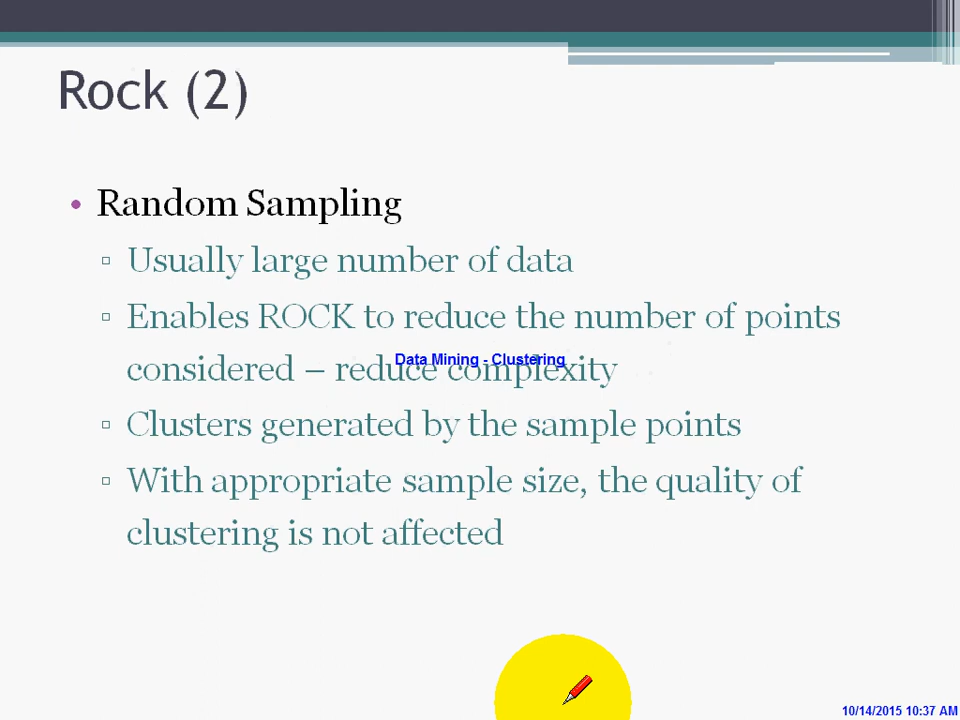 Rock (2)
• Random Sampling
▫ Usually large number of data
▫ Enables ROCK to reduce the number of points
considered – reduce complexity
Data Mining - Clustering
▫ Clusters generated by the sample points
▫ With appropriate sample size, the quality of
clustering is not affected
10/14/2015 10:37 AM